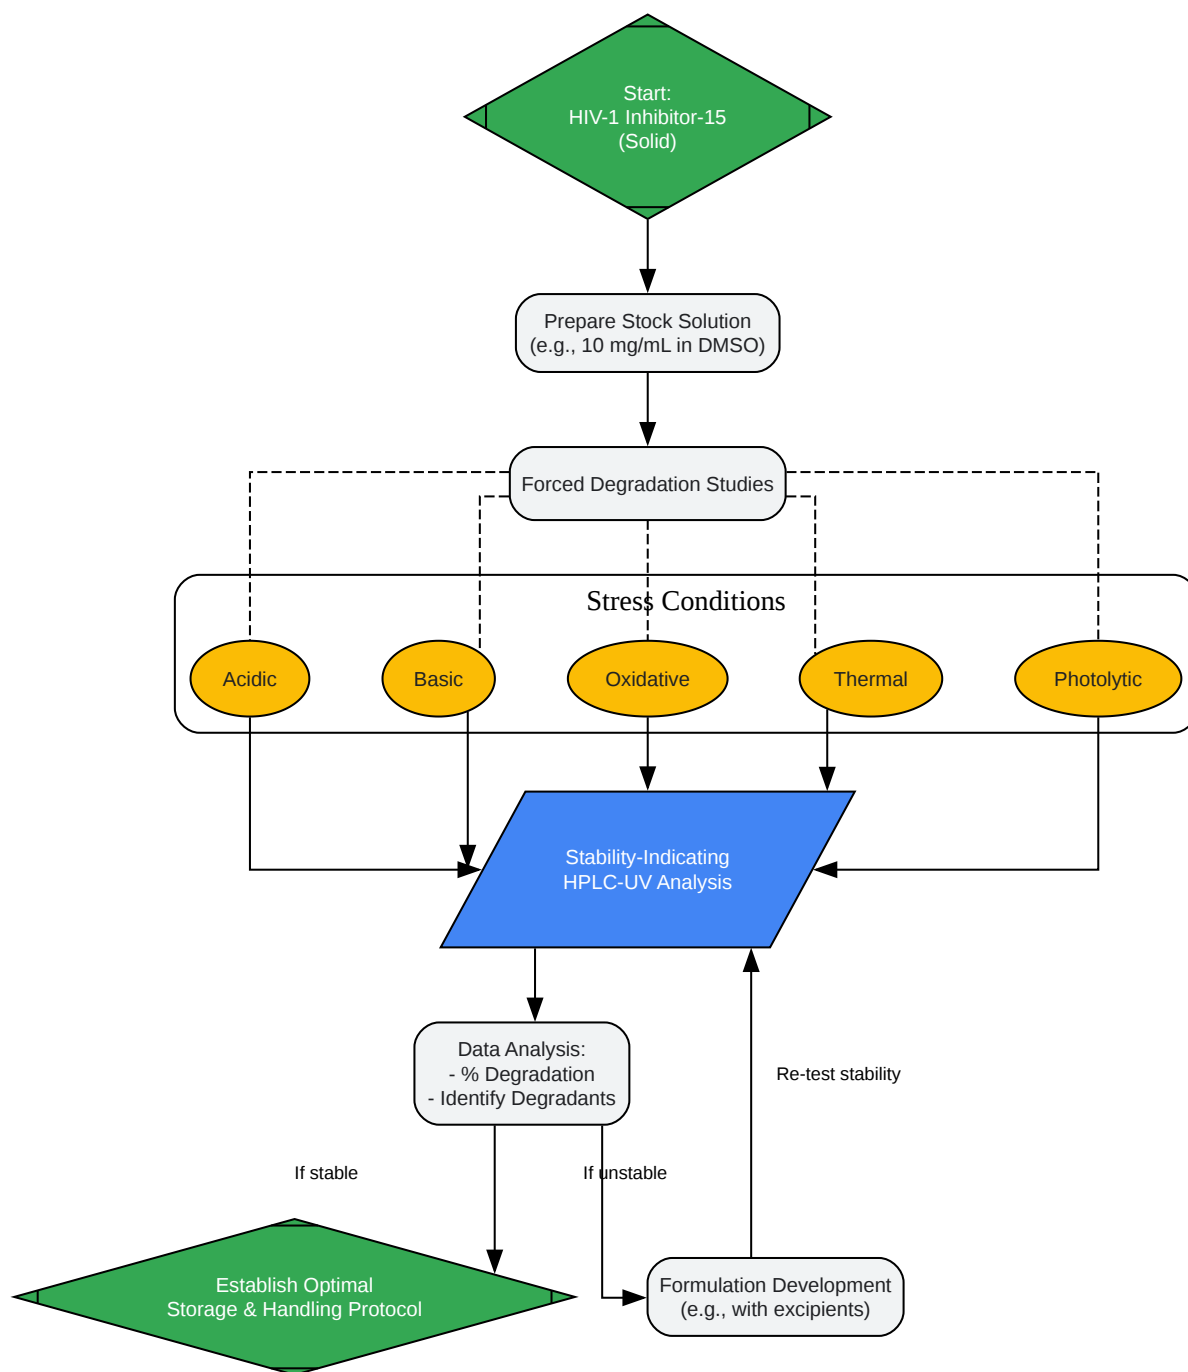 Start:
HIV-1 Inhibitor-15
(Solid)
Prepare Stock Solution
(e.g., 10 mg/mL in DMSO)
Forced Degradation Studies
Stress Conditions
Acidic
Basic
Oxidative
Thermal
Photolytic
Stability-Indicating
HPLC-UV Analysis
Data Analysis:
- % Degradation
- Identify Degradants
Re-test stability
If stable
If unstable
Establish Optimal
Storage & Handling Protocol
Formulation Development
(e.g., with excipients)